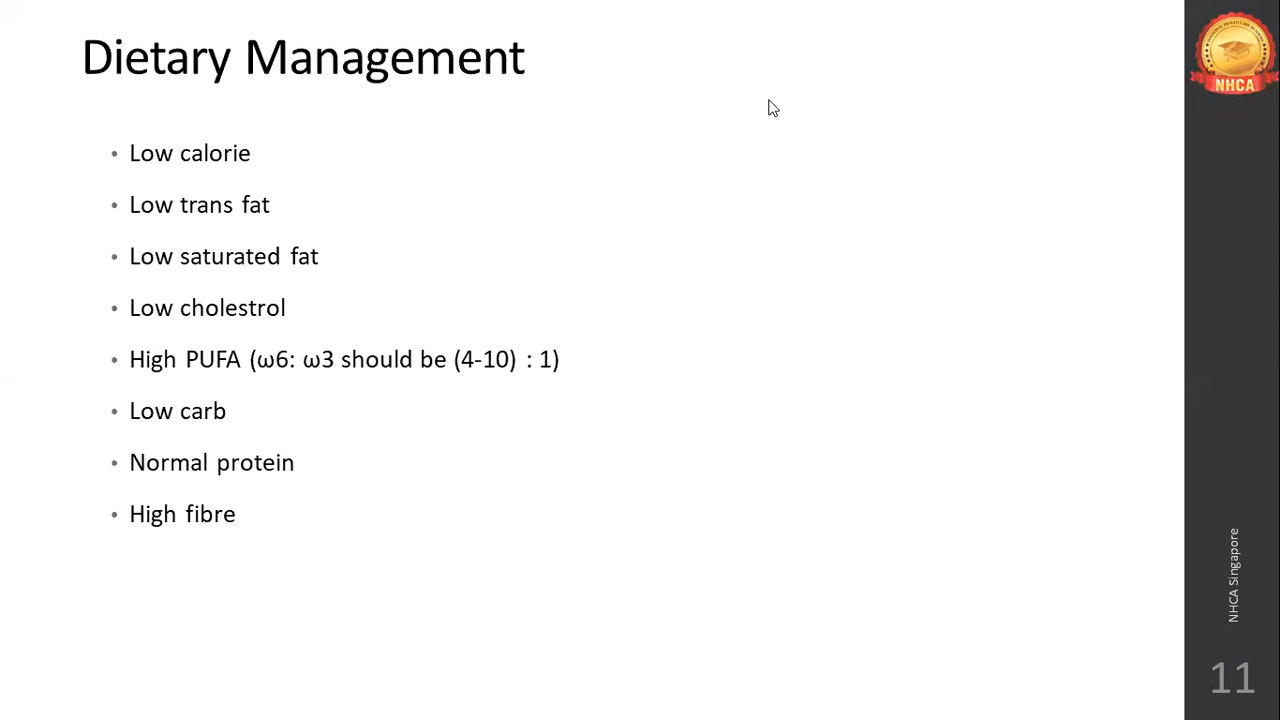 Dietary Management
• Low calorie
• Low trans fat
• Low saturated fat
• Low cholestrol
• High PUFA (ω6: ω3 should be (4-10) : 1)
• Low carb
• Normal protein
• High fibre
NHCA
NHCA Singapore
11